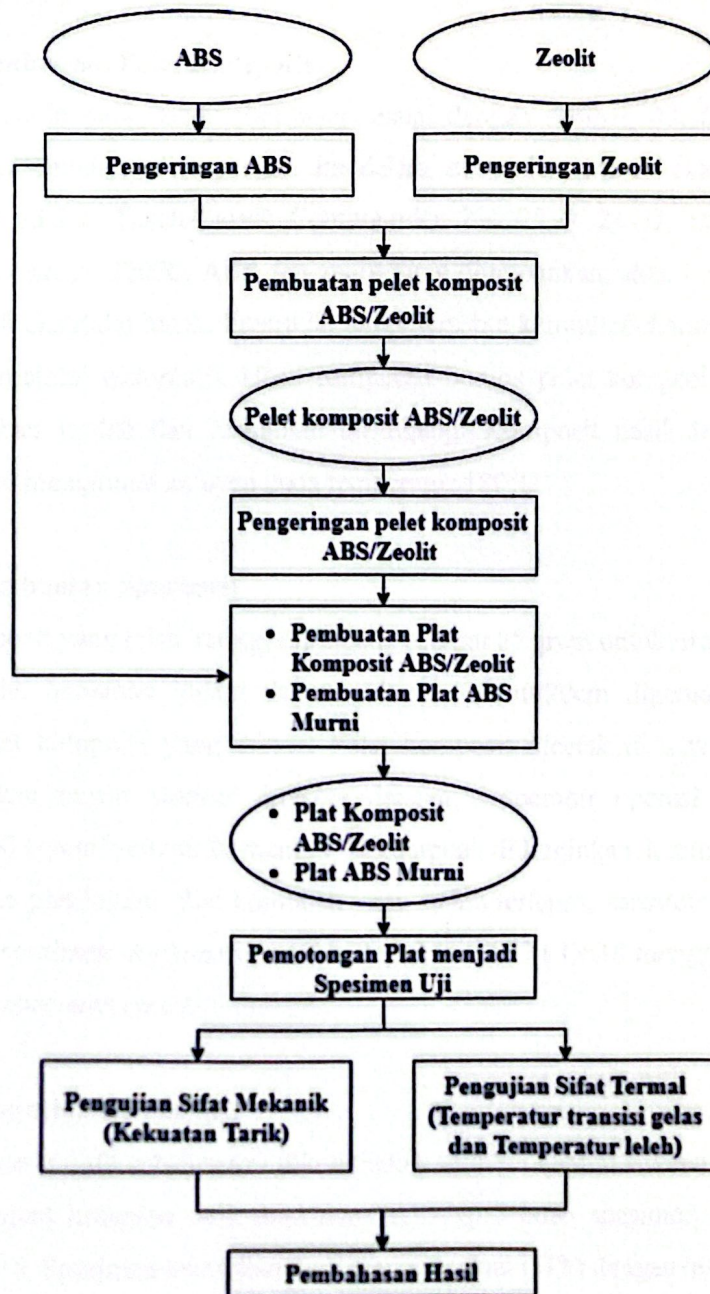 ABS
Zeolit
Pengeringan ABS
Pengeringan Zeolit
Pembuatan pelet komposit
ABS/Zeolit
Pelet komposit ABS/Zeolit
Pengeringan pelet komposit
ABS/Zeolit
• Pembuatan Plat
Komposit ABS/Zeolit
• Pembuatan Plat ABS
Murni
• Plat Komposit
ABS/Zeolit
• Plat ABS Murni
Pemotongan Plat menjadi
Spesimen Uji
Pengujian Sifat Mekanik
(Kekuatan Tarik)
Pengujian Sifat Termal
(Temperatur transisi gelas
dan Temperatur leleh)
Pembahasan Hasil